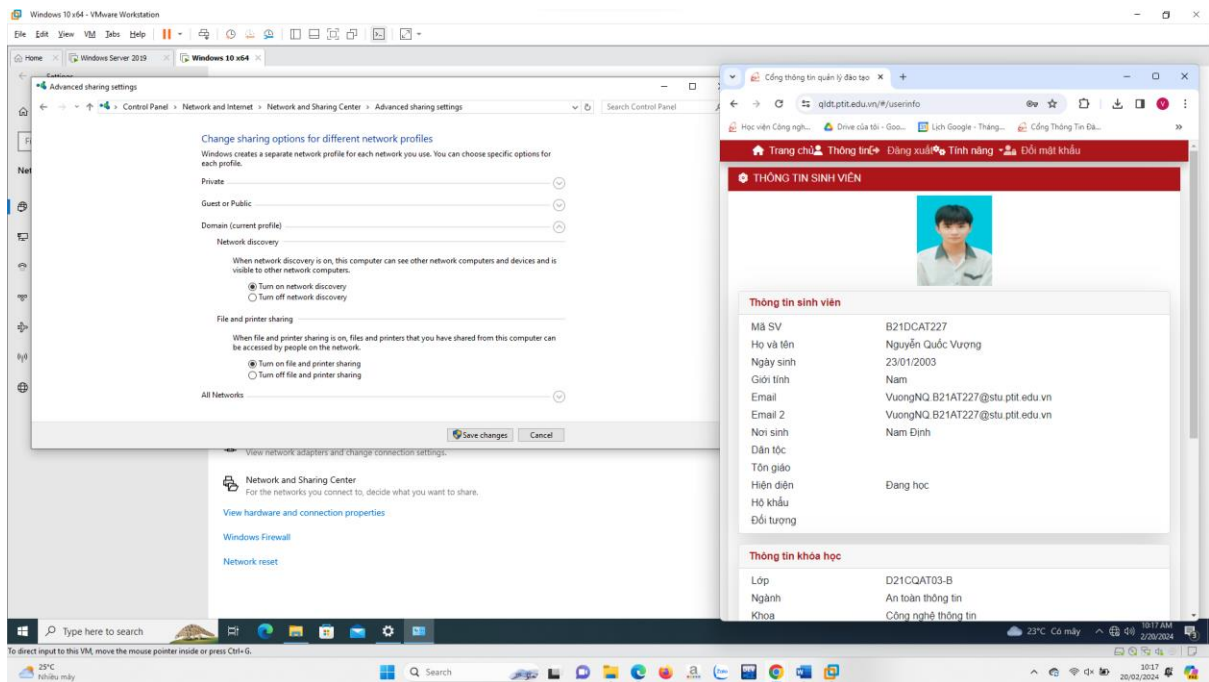 Windows 10 x64 - VMware Workstation
File Edit View VM Tabs Help
Home Windows Server 2019 Windows 10 x64
Settings
Advanced sharing settings
Control Panel > Network and Internet > Network and Sharing Center > Advanced sharing settings
Search Control Panel
Change sharing options for different network profiles
Windows creates a separate network profile for each network you use. You can choose specific options for
each profile.
Private
Guest or Public
Domain (current profile)
Network discovery
When network discovery is on, this computer can see other network computers and devices and is
visible to other network computers.
Turn on network discovery
Turn off network discovery
File and printer sharing
When file and printer sharing is on, files and printers that you have shared from this computer can
be accessed by people on the network.
Turn on file and printer sharing
Turn off file and printer sharing
All Networks
Save changes Cancel
View network adapters and change connection settings.
Network and Sharing Center
For the networks you connect to, decide what you want to share.
View hardware and connection properties
Windows Firewall
Network reset
Cổng thông tin quản lý đào tạo
qldt.ptit.edu.vn/#/userinfo
Học viện Công ngh... Drive của tôi - Goo... Lịch Google - Tháng... Cổng Thông Tin Đà...
Trang chủ Thông tin Đăng xuất Tính năng Đổi mật khẩu
THÔNG TIN SINH VIÊN
Thông tin sinh viên
Mã SV B21DCAT227
Họ và tên Nguyễn Quốc Vượng
Ngày sinh 23/01/2003
Giới tính Nam
Email VuongNQ.B21AT227@stu.ptit.edu.vn
Email 2 VuongNQ.B21AT227@stu.ptit.edu.vn
Nơi sinh Nam Định
Dân tộc
Tôn giáo
Hiện diện Đang học
Hộ khẩu
Đối tượng
Thông tin khóa học
Lớp D21CQAT03-B
Ngành An toàn thông tin
Khoa Công nghệ thông tin
Type here to search
23°C Có mây
10:17 AM
2/20/2024
To direct input to this VM, move the mouse pointer inside or press Ctrl+G.
25°C
Nhiều mây
Search
10:17
20/02/2024